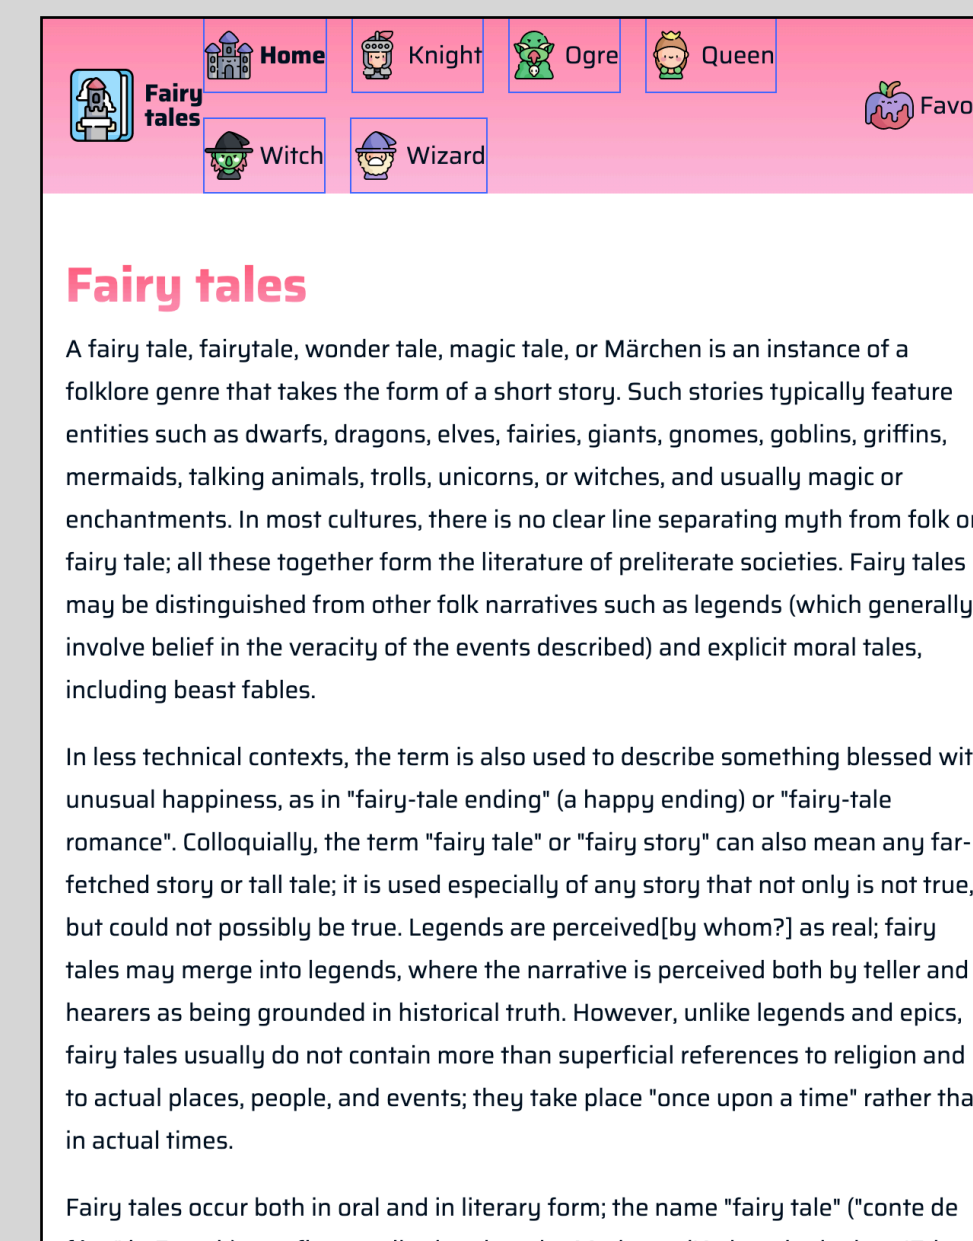 Fairy
tales
Home
Knight
Ogre
Queen
Witch
Wizard
Favo
Fairy tales
A fairy tale, fairytale, wonder tale, magic tale, or Märchen is an instance of a
folklore genre that takes the form of a short story. Such stories typically feature
entities such as dwarfs, dragons, elves, fairies, giants, gnomes, goblins, griffins,
mermaids, talking animals, trolls, unicorns, or witches, and usually magic or
enchantments. In most cultures, there is no clear line separating myth from folk or
fairy tale; all these together form the literature of preliterate societies. Fairy tales
may be distinguished from other folk narratives such as legends (which generally
involve belief in the veracity of the events described) and explicit moral tales,
including beast fables.
In less technical contexts, the term is also used to describe something blessed wit
unusual happiness, as in "fairy-tale ending" (a happy ending) or "fairy-tale
romance". Colloquially, the term "fairy tale" or "fairy story" can also mean any far-
fetched story or tall tale; it is used especially of any story that not only is not true,
but could not possibly be true. Legends are perceived[by whom?] as real; fairy
tales may merge into legends, where the narrative is perceived both by teller and
hearers as being grounded in historical truth. However, unlike legends and epics,
fairy tales usually do not contain more than superficial references to religion and
to actual places, people, and events; they take place "once upon a time" rather tha
in actual times.
Fairy tales occur both in oral and in literary form; the name "fairy tale" ("conte de